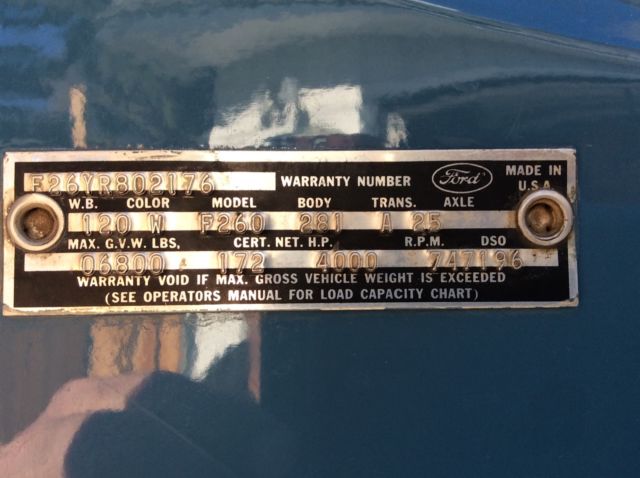 F26YR802176 WARRANTY NUMBER Ford MADE IN U.S.A.
W.B. COLOR MODEL BODY TRANS. AXLE
120 W F260 281 A 25
MAX. G.V.W. LBS, CERT. NET. H.P. R.P.M. DSO
06800 172 4000 747196
WARRANTY VOID IF MAX. GROSS VEHICLE WEIGHT IS EXCEEDED
(SEE OPERATORS MANUAL FOR LOAD CAPACITY CHART)